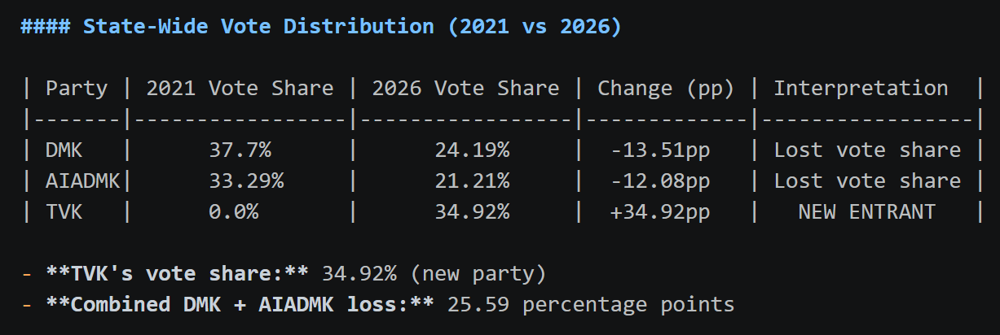 #### State-Wide Vote Distribution (2021 vs 2026)
| Party | 2021 Vote Share | 2026 Vote Share | Change (pp) | Interpretation |
|-------|-----------------|-----------------|-------------|-----------------|
| DMK | 37.7% | 24.19% | -13.51pp | Lost vote share |
| AIADMK| 33.29% | 21.21% | -12.08pp | Lost vote share |
| TVK | 0.0% | 34.92% | +34.92pp | NEW ENTRANT |
- **TVK's vote share:** 34.92% (new party)
- **Combined DMK + AIADMK loss:** 25.59 percentage points